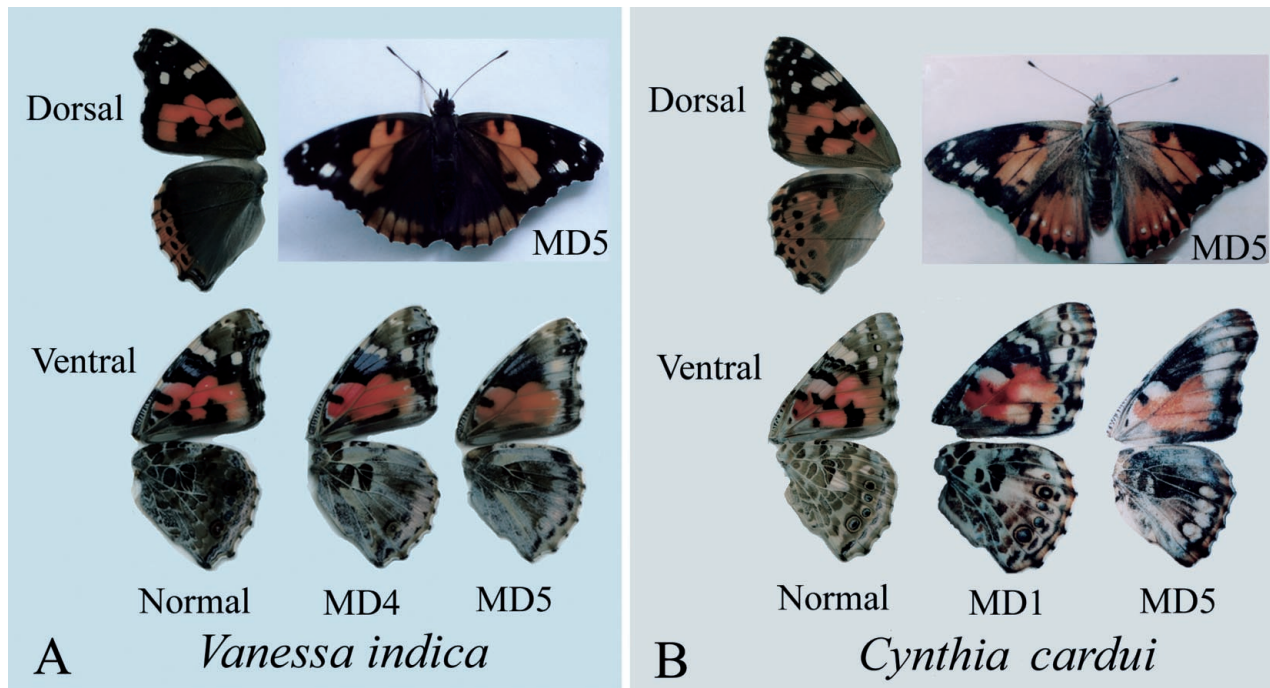 Dorsal
MD5
Ventral
Normal
MD4
MD5
A
Vanessa indica
Dorsal
MD5
Ventral
Normal
MD1
MD5
B
Cynthia cardui